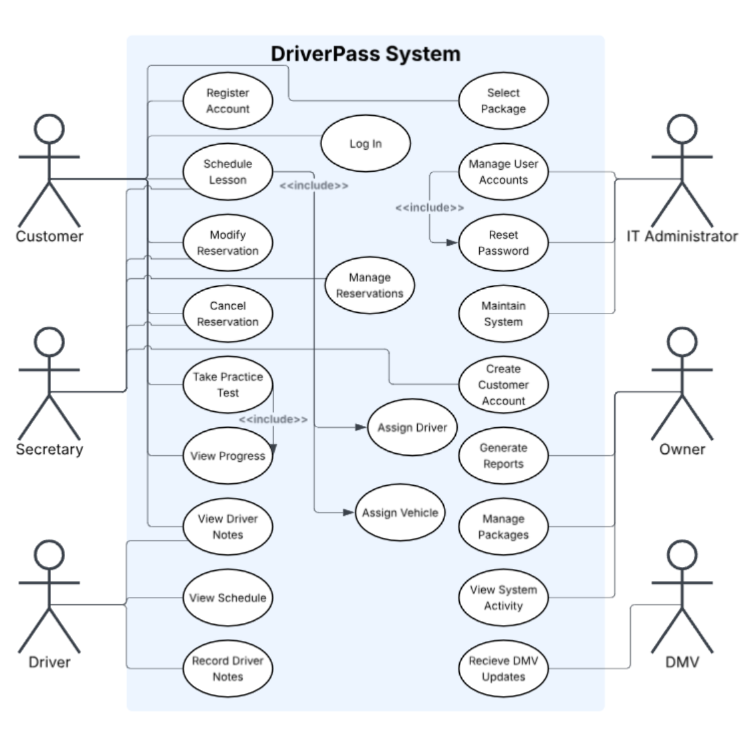 DriverPass System
Register
Account
Select
Package
Log In
Customer
Schedule
Lesson
<<include>>
Manage User
Accounts
<<include>>
IT Administrator
Modify
Reservation
Reset
Password
Manage
Reservations
Cancel
Reservation
Maintain
System
Secretary
Take Practice
Test
<<include>>
Create
Customer
Account
Assign Driver
Owner
View Progress
Generate
Reports
Assign Vehicle
View Driver
Notes
Manage
Packages
Driver
View Schedule
View System
Activity
DMV
Record Driver
Notes
Recieve DMV
Updates